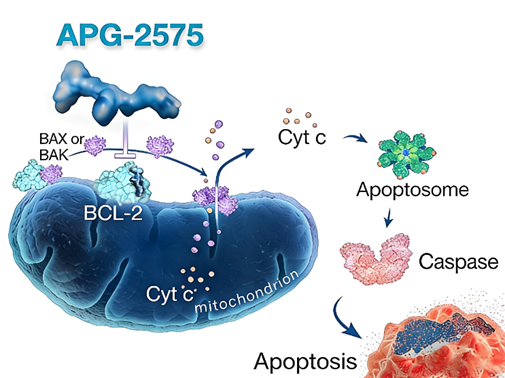 APG-2575
BAX or
BAK
BCL-2
Cyt c
mitochondrion
Cyt c
Apoptosome
Caspase
Apoptosis